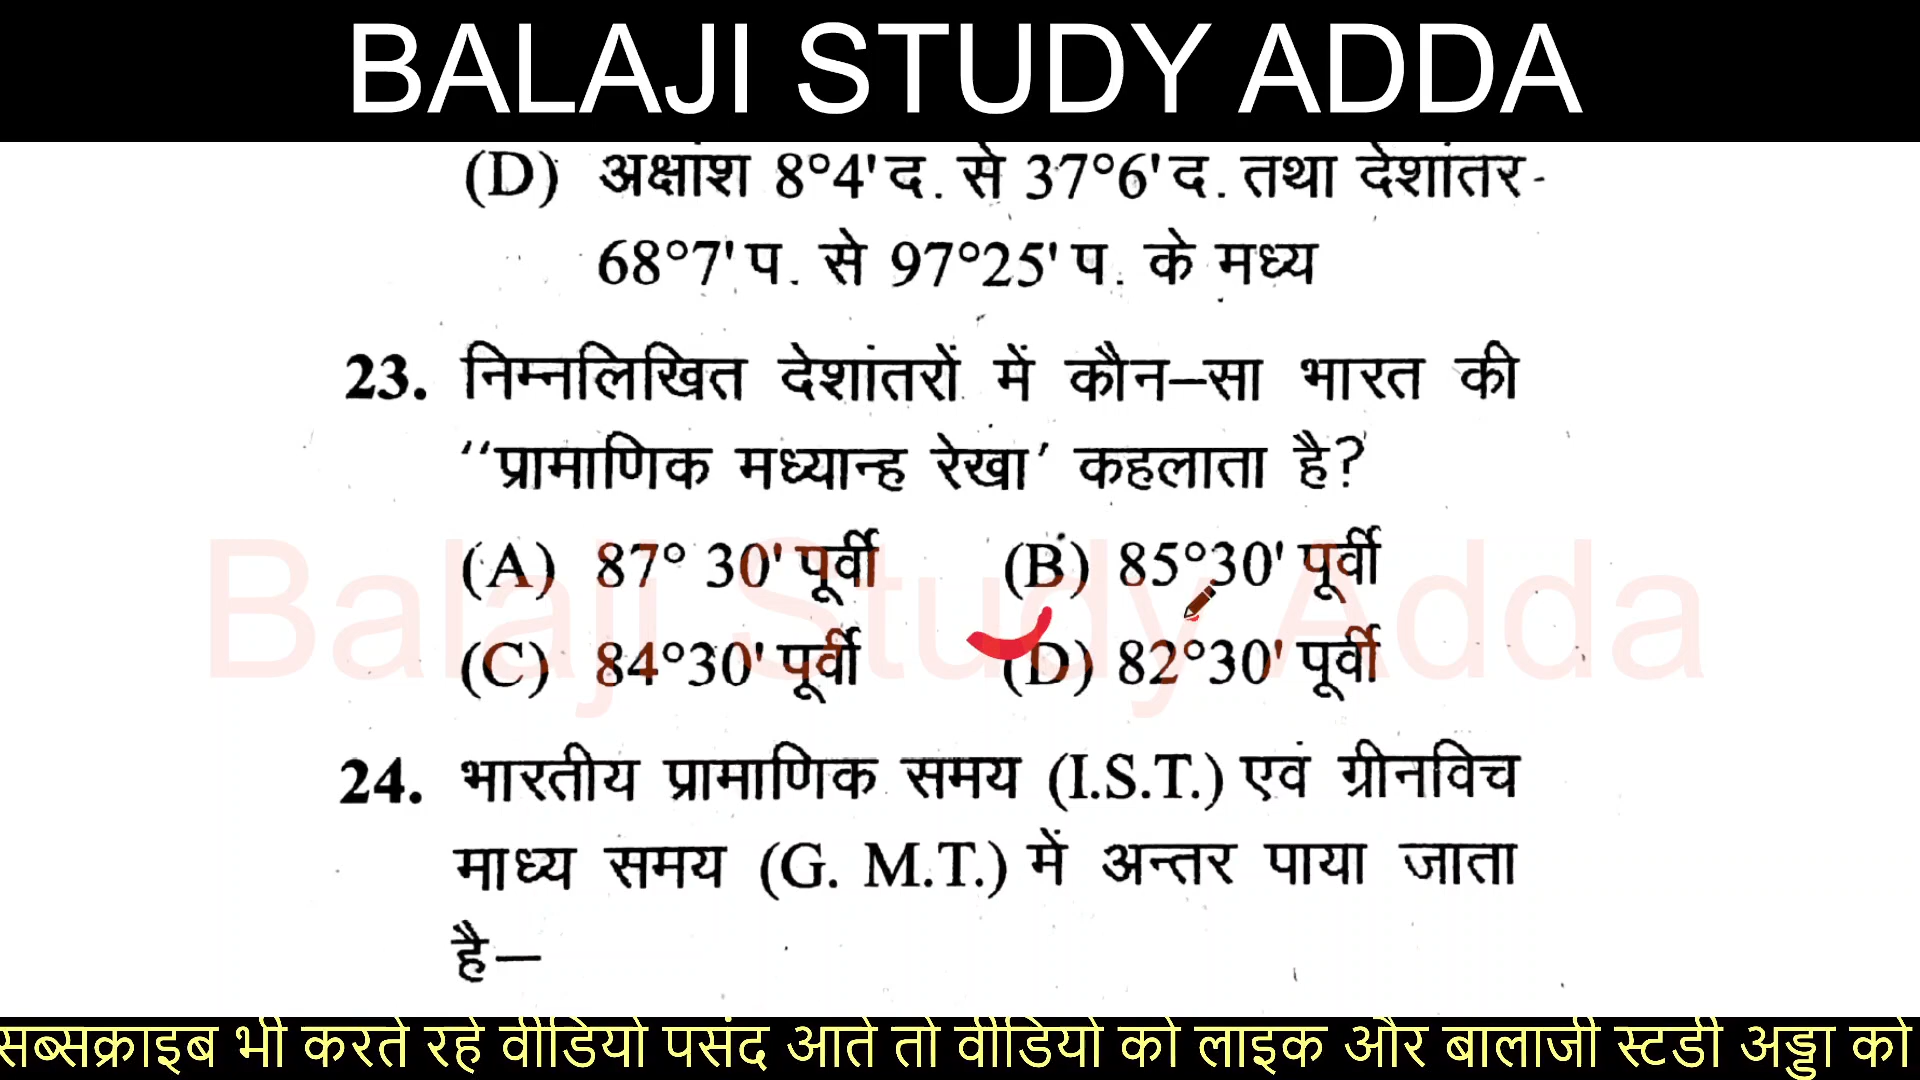 BALAJI STUDY ADDA
(D) अक्षांश 8°4'द. से 37°6'द. तथा देशांतर-
68°7'प. से 97°25'प. के मध्य
23. निम्नलिखित देशांतरों में कौन–सा भारत की
‘‘प्रामाणिक मध्यान्ह रेखा’ कहलाता है?
(A) 87° 30' पूर्वी (B) 85°30' पूर्वी
(C) 84°30' पूर्वी (D) 82°30' पूर्वी
Balaji Study Adda
24. भारतीय प्रामाणिक समय (I.S.T.) एवं ग्रीनविच
माध्य समय (G. M.T.) में अन्तर पाया जाता
है–
सब्सक्राइब भी करते रहे वीडियो पसंद आते तो वीडियो को लाइक और बालाजी स्टडी अड्डा को